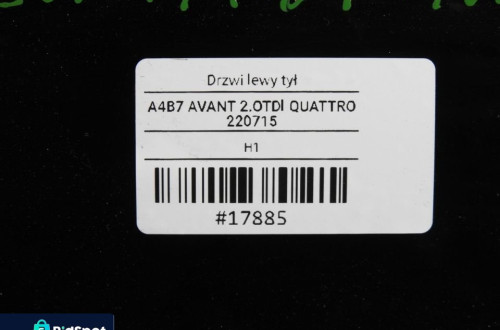 Drzwi lewy tył
A4B7 AVANT 2.0TDI QUATTRO
220715
H1
#17885